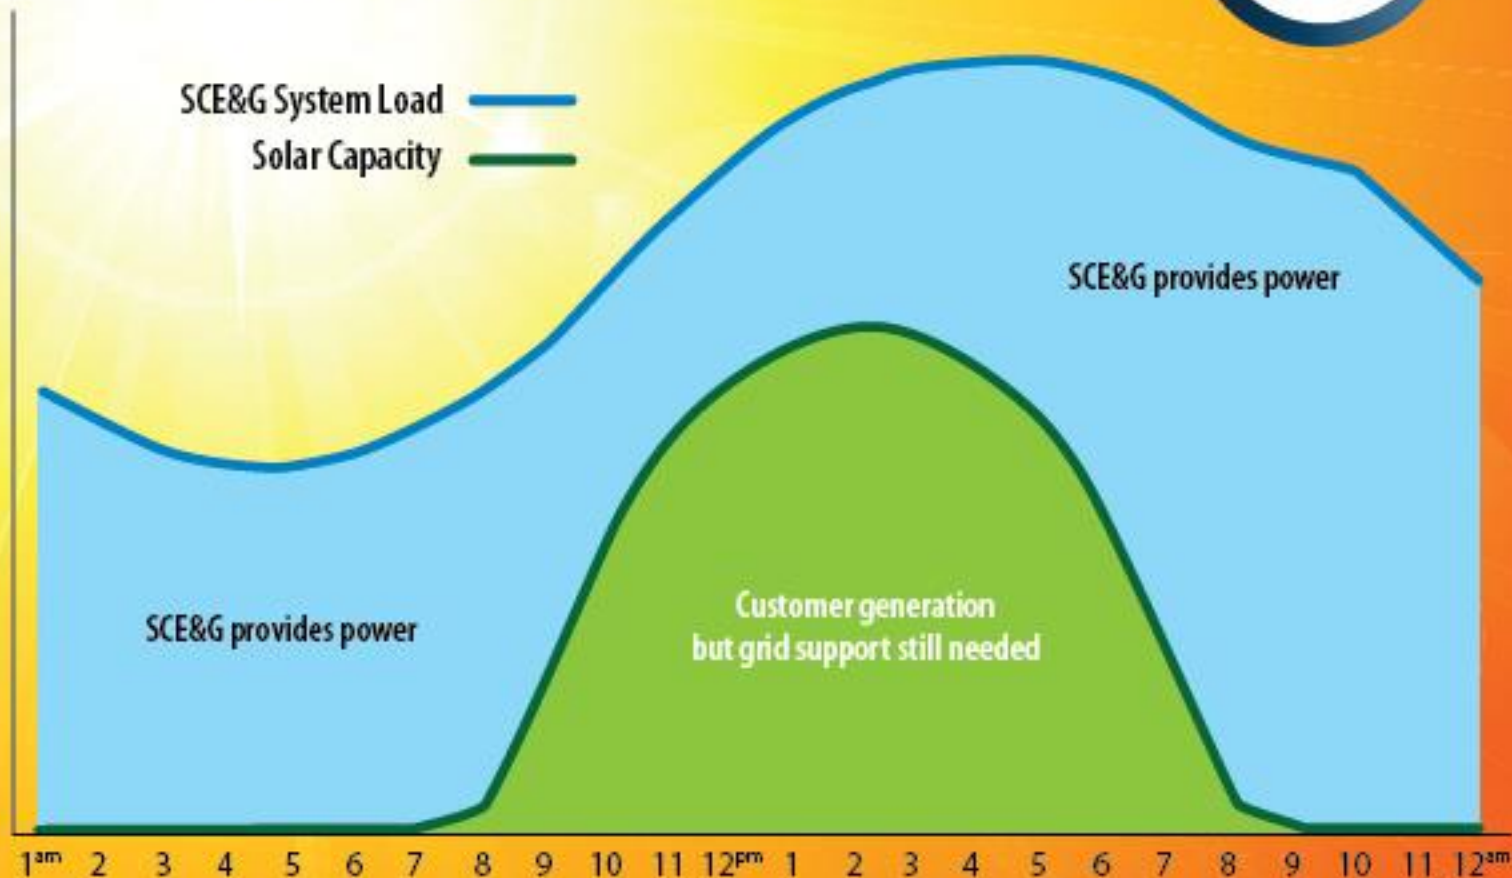 SCE&G System Load
Solar Capacity
SCE&G provides power
SCE&G provides power
Customer generation
but grid support still needed
1am 2 3 4 5 6 7 8 9 10 11 12pm 1 2 3 4 5 6 7 8 9 10 11 12am